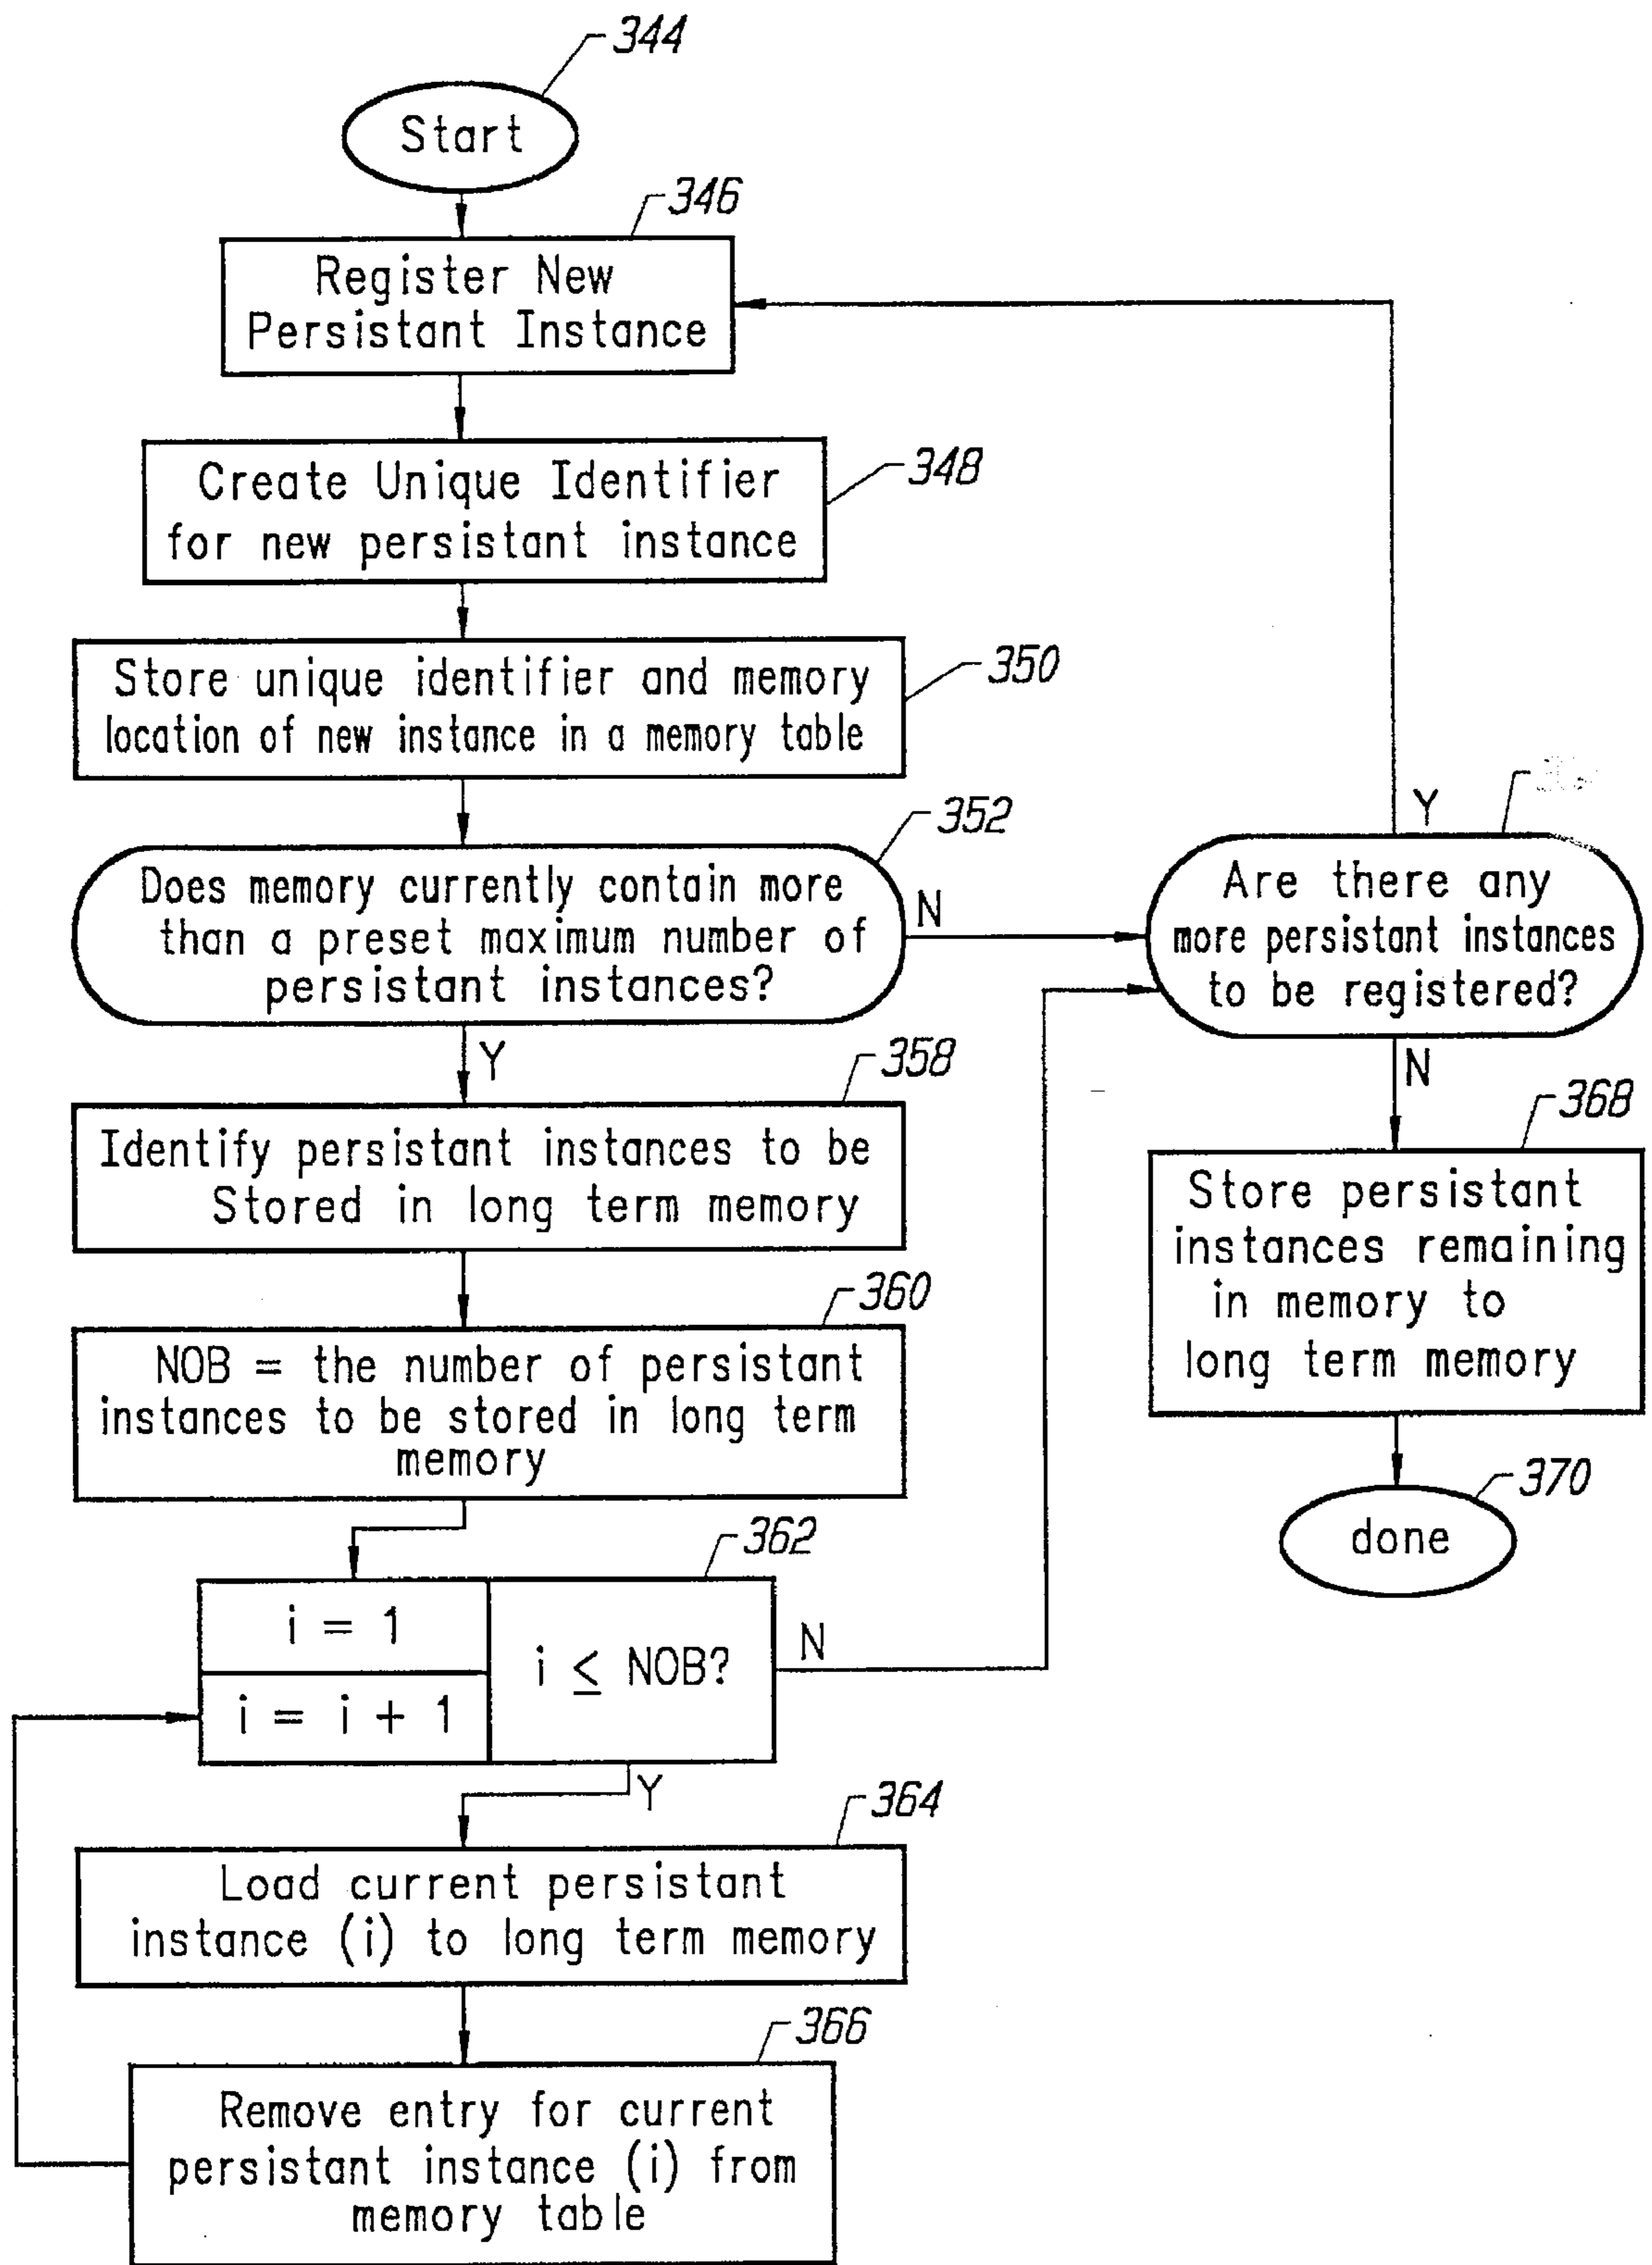 344
Start
346
Register New
Persistant Instance
348
Create Unique Identifier
for new persistant instance
350
Store unique identifier and memory
location of new instance in a memory table
352
Does memory currently contain more
than a preset maximum number of
persistant instances?
N
Y
Y
Are there any
more persistant instances
to be registered?
N
358
Identify persistant instances to be
Stored in long term memory
368
Store persistant
instances remaining
in memory to
long term memory
360
NOB = the number of persistant
instances to be stored in long term
memory
370
done
362
i = 1
i = i + 1
i ≤ NOB?
N
Y
364
Load current persistant
instance (i) to long term memory
366
Remove entry for current
persistant instance (i) from
memory table